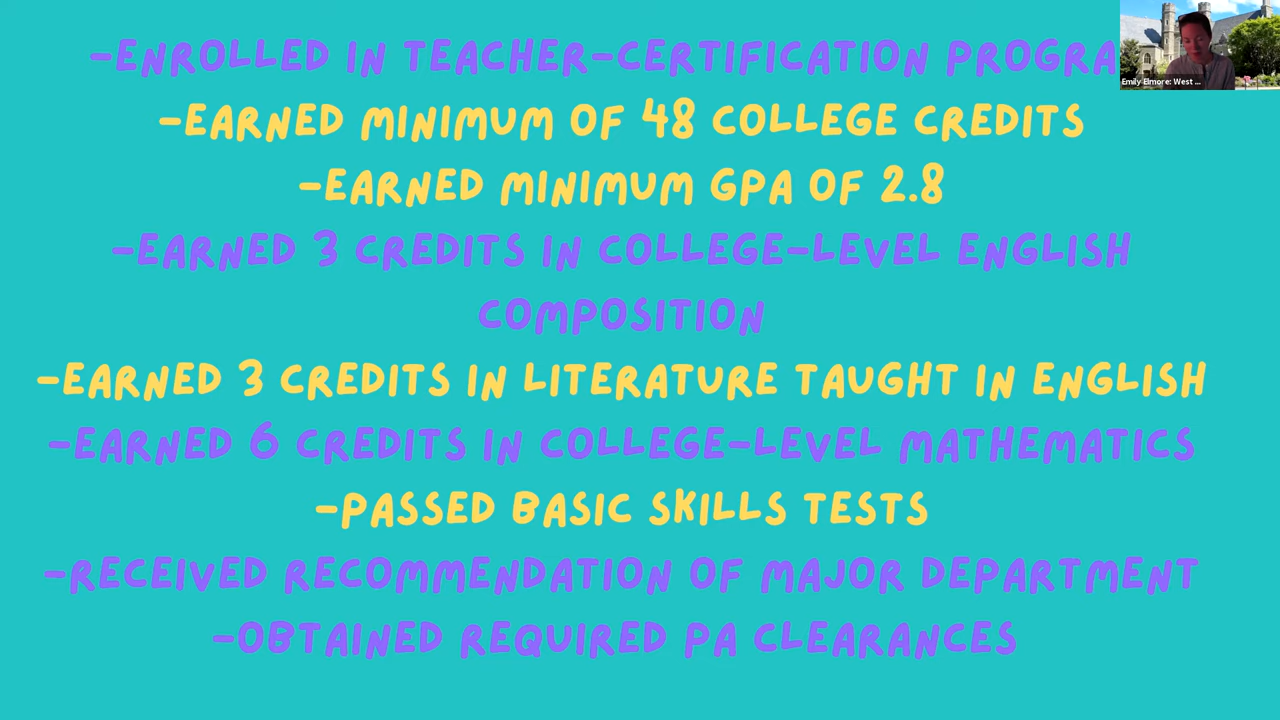 -ENROLLED IN TEACHER-CERTIFICATION PROGRA
-EARNED MINIMUM OF 48 COLLEGE CREDITS
-EARNED MINIMUM GPA OF 2.8
-EARNED 3 CREDITS IN COLLEGE-LEVEL ENGLISH
COMPOSITION
-EARNED 3 CREDITS IN LITERATURE TAUGHT IN ENGLISH
-EARNED 6 CREDITS IN COLLEGE-LEVEL MATHEMATICS
-PASSED BASIC SKILLS TESTS
-RECEIVED RECOMMENDATION OF MAJOR DEPARTMENT
-OBTAINED REQUIRED PA CLEARANCES
Emily Elmore: West ...